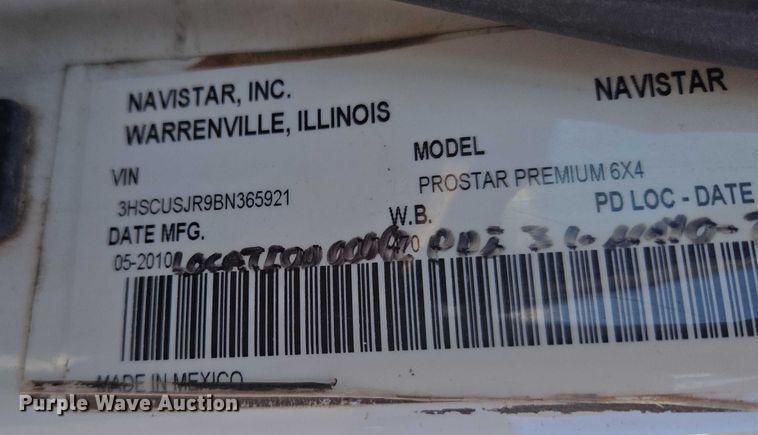 NAVISTAR, INC.
NAVISTAR
WARRENVILLE, ILLINOIS
MODEL
VIN
PROSTAR PREMIUM 6X4
3HSCUSJR9BN365921
PD LOC - DATE
W.B.
DATE MFG.
05-2010
LOCATION
MADE IN MEXICO
Purple Wave Auction